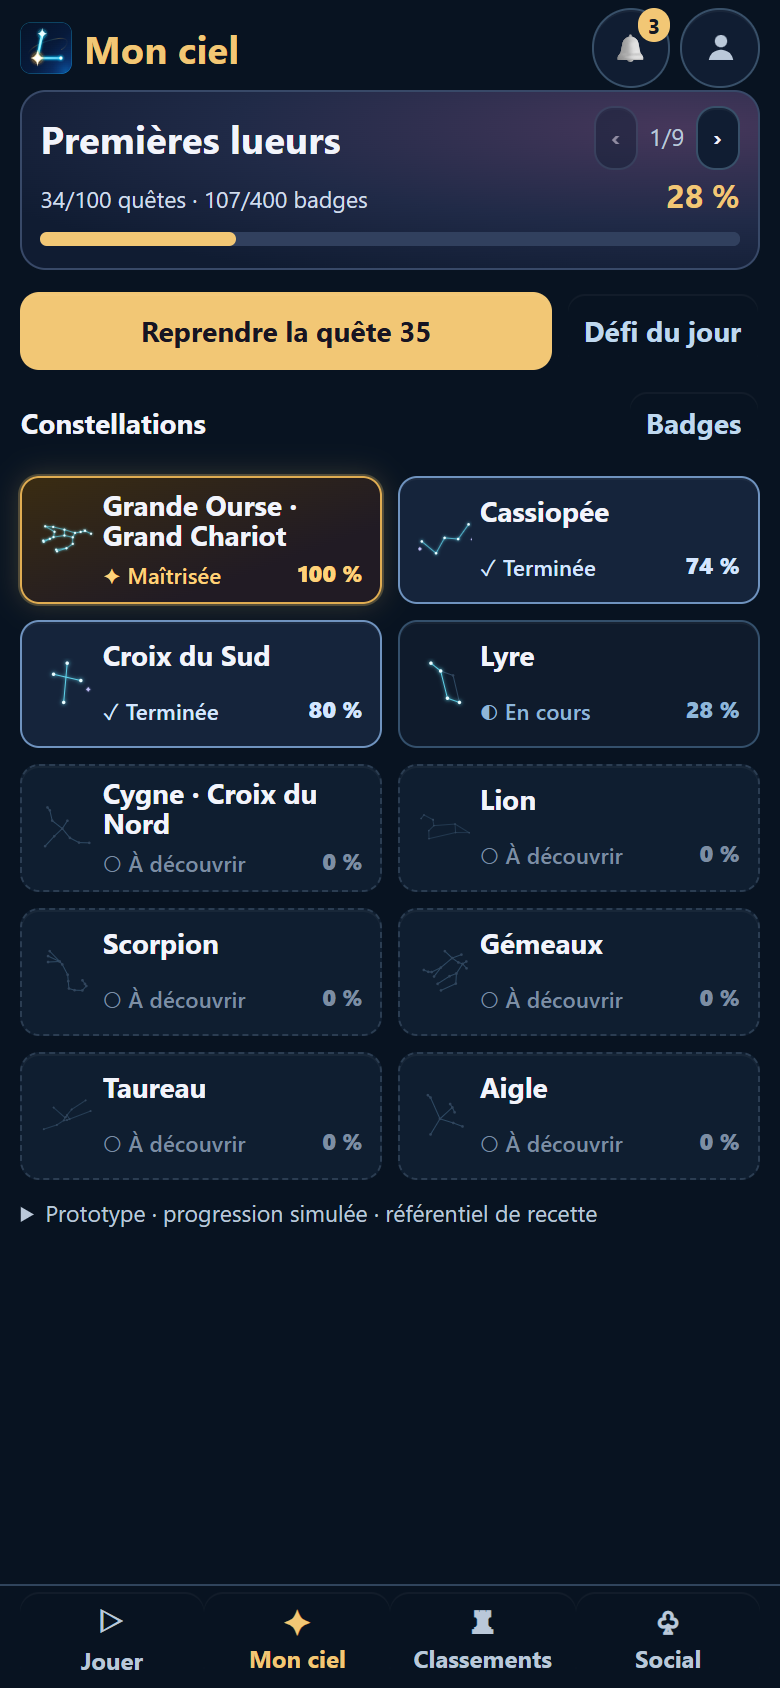 Mon ciel
3
Premières lueurs
‹ 1/9 ›
34/100 quêtes · 107/400 badges
28 %
Reprendre la quête 35
Défi du jour
Constellations
Badges
Grande Ourse ·
Grand Chariot
✦ Maîtrisée
100 %
Cassiopée
✓ Terminée
74 %
Croix du Sud
✓ Terminée
80 %
Lyre
◐ En cours
28 %
Cygne · Croix du
Nord
○ À découvrir
0 %
Lion
○ À découvrir
0 %
Scorpion
○ À découvrir
0 %
Gémeaux
○ À découvrir
0 %
Taureau
○ À découvrir
0 %
Aigle
○ À découvrir
0 %
▶ Prototype · progression simulée · référentiel de recette
Jouer
Mon ciel
Classements
Social